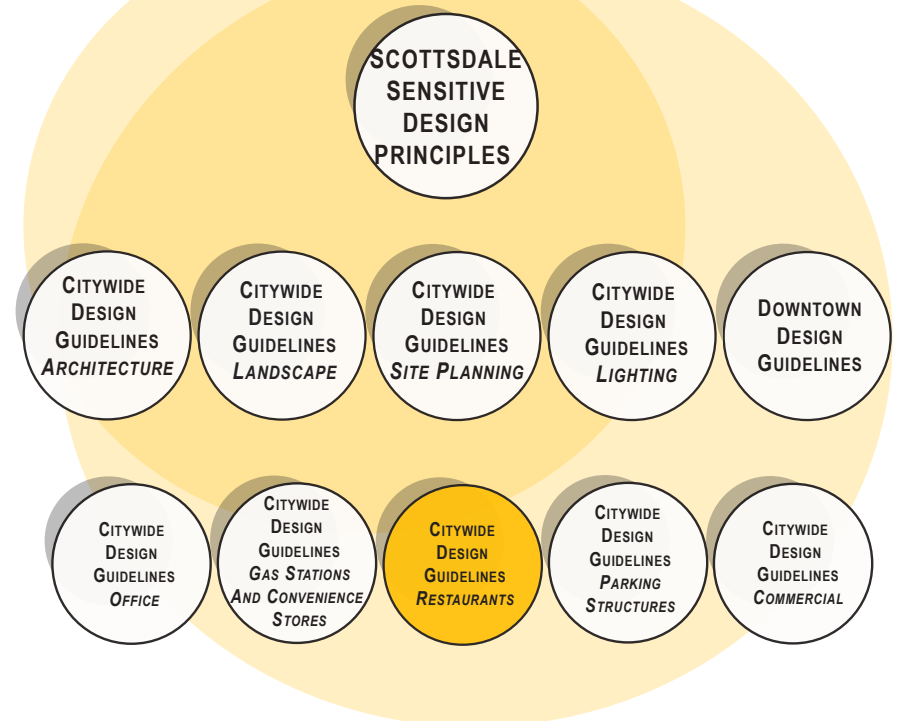 SCOTTSDALE
SENSITIVE
DESIGN
PRINCIPLES
CITYWIDE
DESIGN
GUIDELINES
ARCHITECTURE
CITYWIDE
DESIGN
GUIDELINES
LANDSCAPE
CITYWIDE
DESIGN
GUIDELINES
SITE PLANNING
CITYWIDE
DESIGN
GUIDELINES
LIGHTING
DOWNTOWN
DESIGN
GUIDELINES
CITYWIDE
DESIGN
GUIDELINES
OFFICE
CITYWIDE
DESIGN
GUIDELINES
GAS STATIONS
AND CONVENIENCE
STORES
CITYWIDE
DESIGN
GUIDELINES
RESTAURANTS
CITYWIDE
DESIGN
GUIDELINES
PARKING
STRUCTURES
CITYWIDE
DESIGN
GUIDELINES
COMMERCIAL